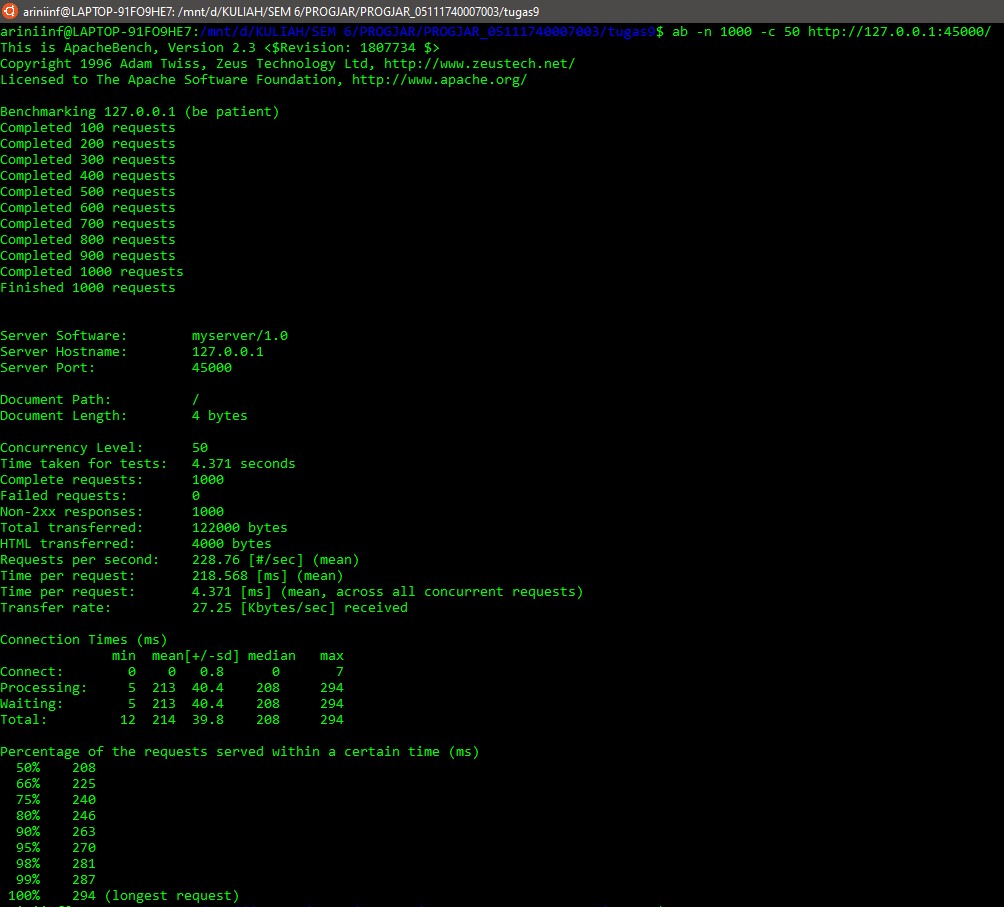 ariniinf@LAPTOP-91FO9HE7: /mnt/d/KULIAH/SEM 6/PROGJAR/PROGJAR_05111740007003/tugas9
ariniinf@LAPTOP-91FO9HE7:/mnt/d/KULIAH/SEM 6/PROGJAR/PROGJAR_05111740007003/tugas9$ ab -n 1000 -c 50 http://127.0.0.1:45000/
This is ApacheBench, Version 2.3 <$Revision: 1807734 $>
Copyright 1996 Adam Twiss, Zeus Technology Ltd, http://www.zeustech.net/
Licensed to The Apache Software Foundation, http://www.apache.org/

Benchmarking 127.0.0.1 (be patient)
Completed 100 requests
Completed 200 requests
Completed 300 requests
Completed 400 requests
Completed 500 requests
Completed 600 requests
Completed 700 requests
Completed 800 requests
Completed 900 requests
Completed 1000 requests
Finished 1000 requests

Server Software:        myserver/1.0
Server Hostname:        127.0.0.1
Server Port:            45000

Document Path:          /
Document Length:        4 bytes

Concurrency Level:      50
Time taken for tests:   4.371 seconds
Complete requests:      1000
Failed requests:        0
Non-2xx responses:      1000
Total transferred:      122000 bytes
HTML transferred:       4000 bytes
Requests per second:    228.76 [#/sec] (mean)
Time per request:       218.568 [ms] (mean)
Time per request:       4.371 [ms] (mean, across all concurrent requests)
Transfer rate:          27.25 [Kbytes/sec] received

Connection Times (ms)
              min  mean[+/-sd] median   max
Connect:        0    0   0.8      0       7
Processing:     5  213  40.4    208     294
Waiting:        5  213  40.4    208     294
Total:         12  214  39.8    208     294

Percentage of the requests served within a certain time (ms)
  50%    208
  66%    225
  75%    240
  80%    246
  90%    263
  95%    270
  98%    281
  99%    287
 100%    294 (longest request)